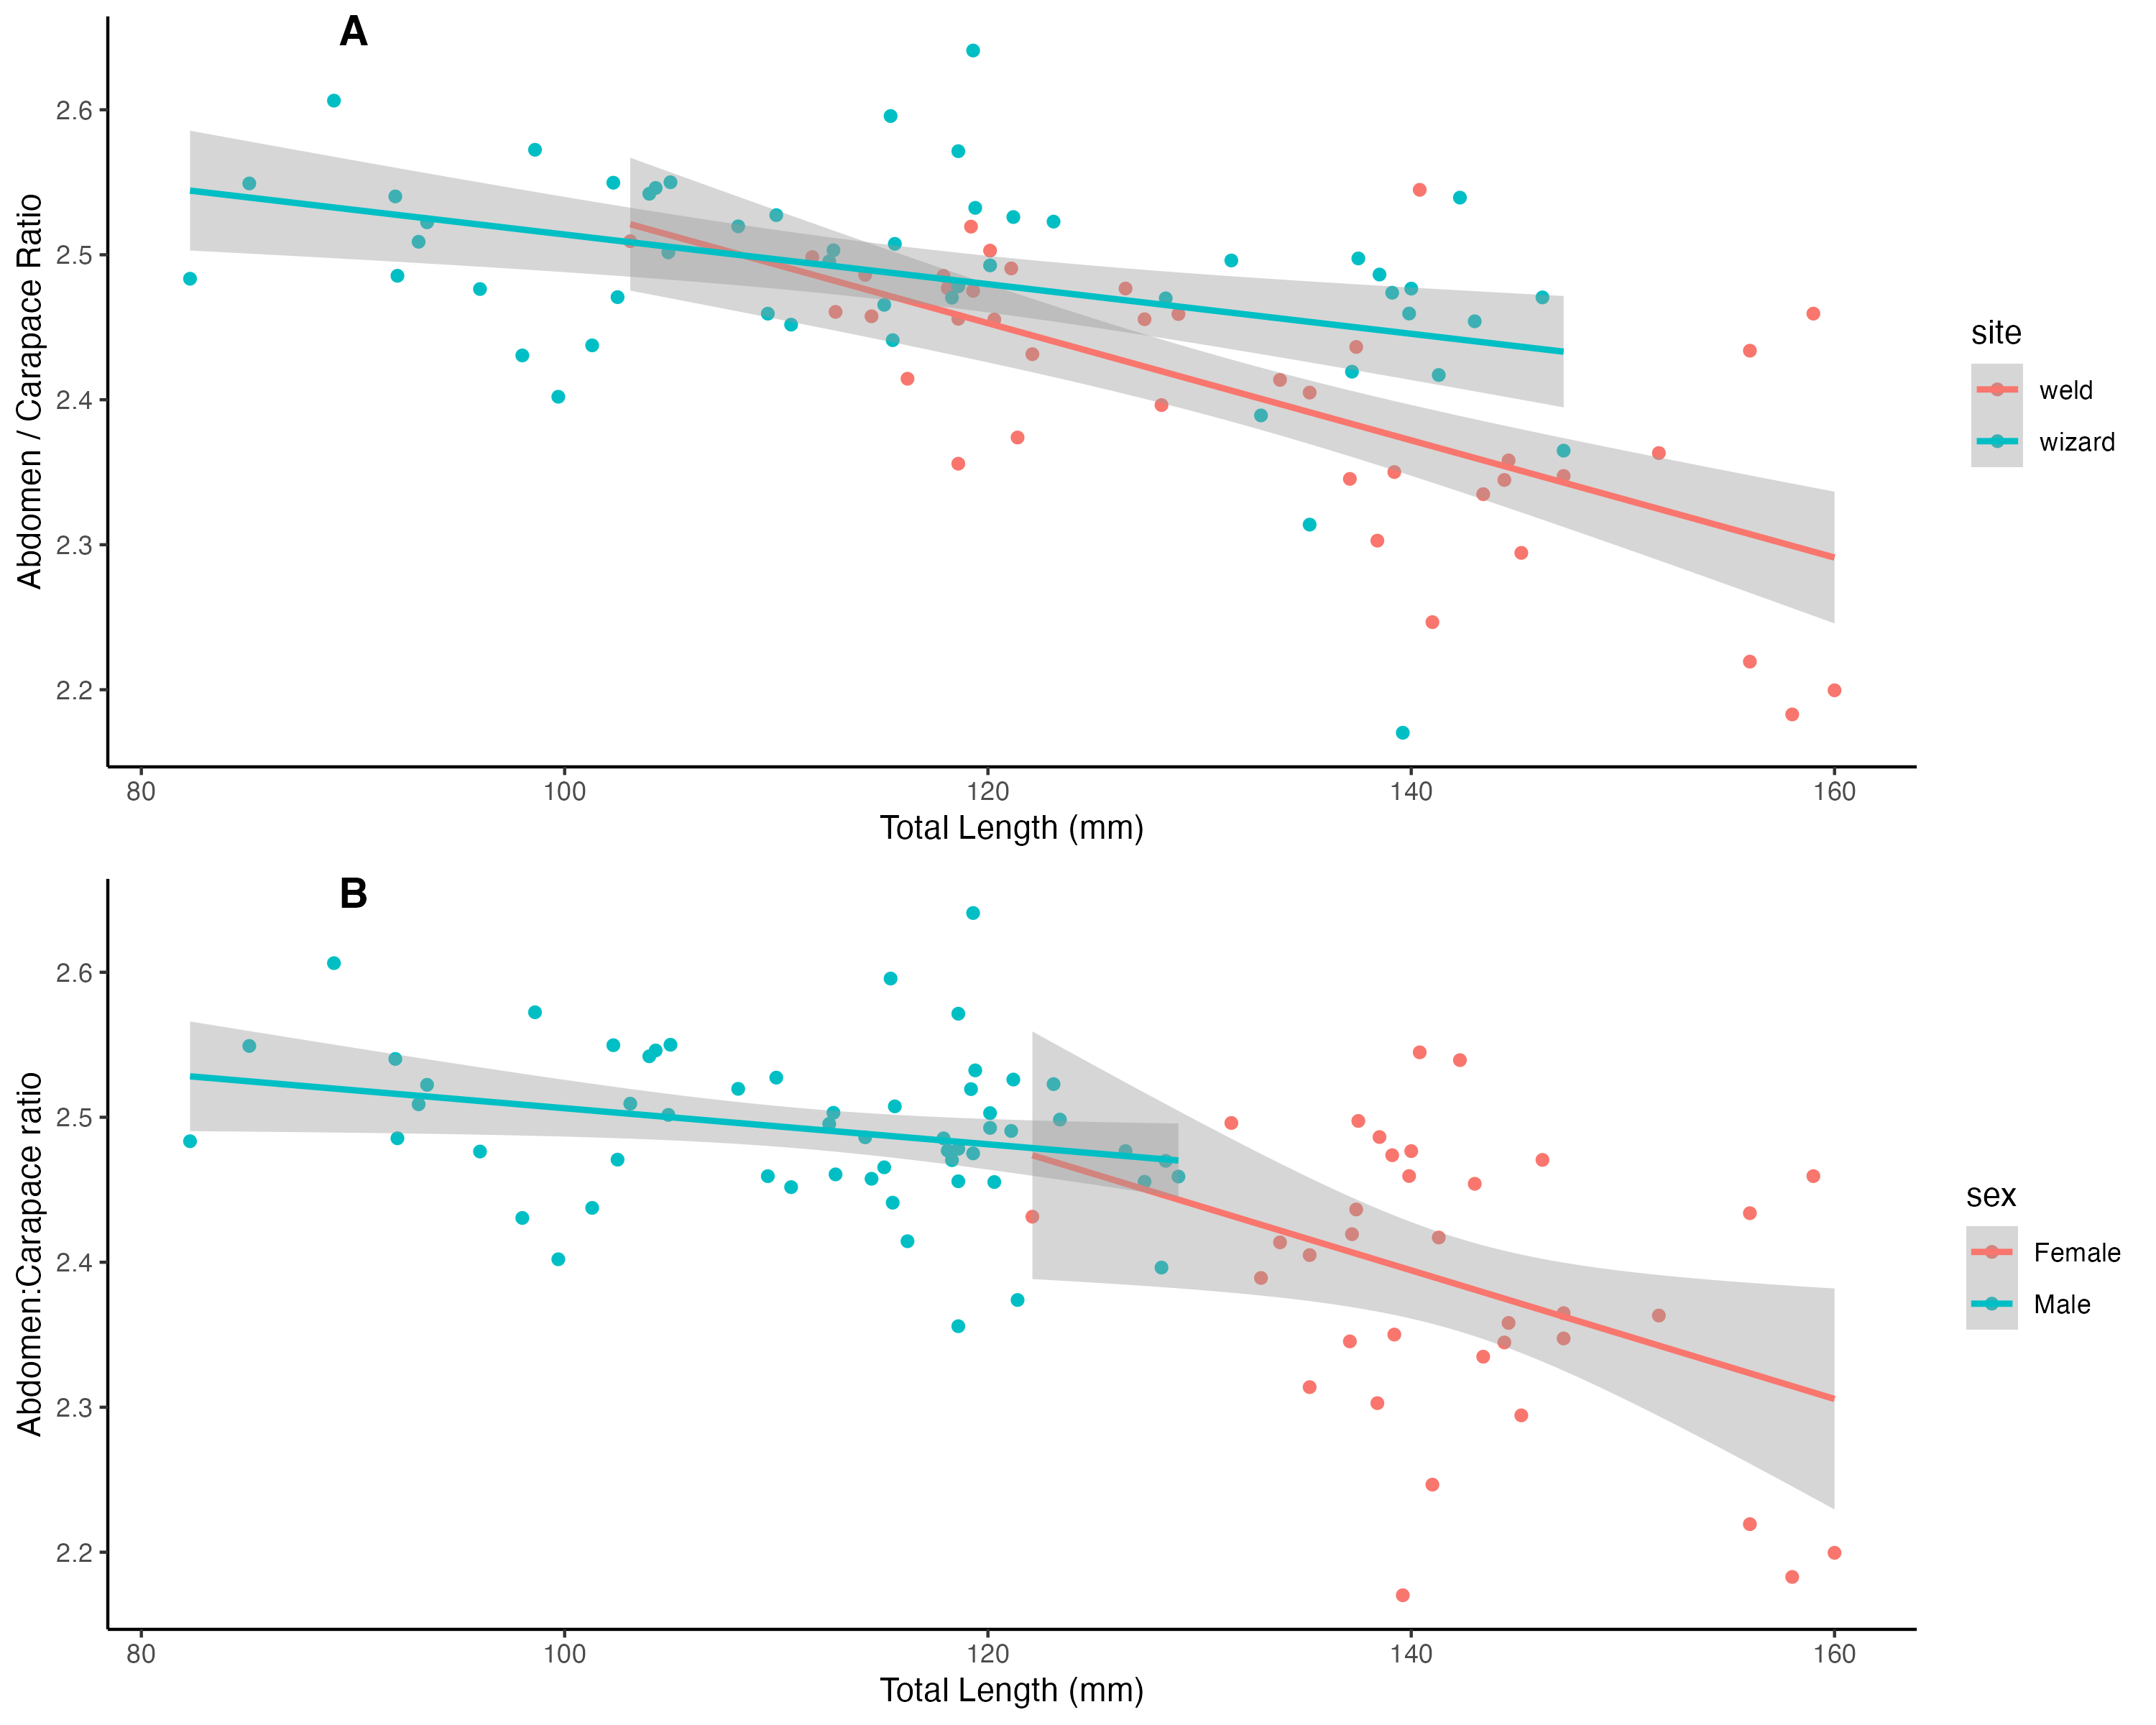 A
2.6
2.5
2.4
2.3
2.2
Abdomen / Carapace Ratio
80 100 120 140 160
Total Length (mm)
site
weld
wizard
B
2.6
2.5
2.4
2.3
2.2
Abdomen:Carapace ratio
80 100 120 140 160
Total Length (mm)
sex
Female
Male